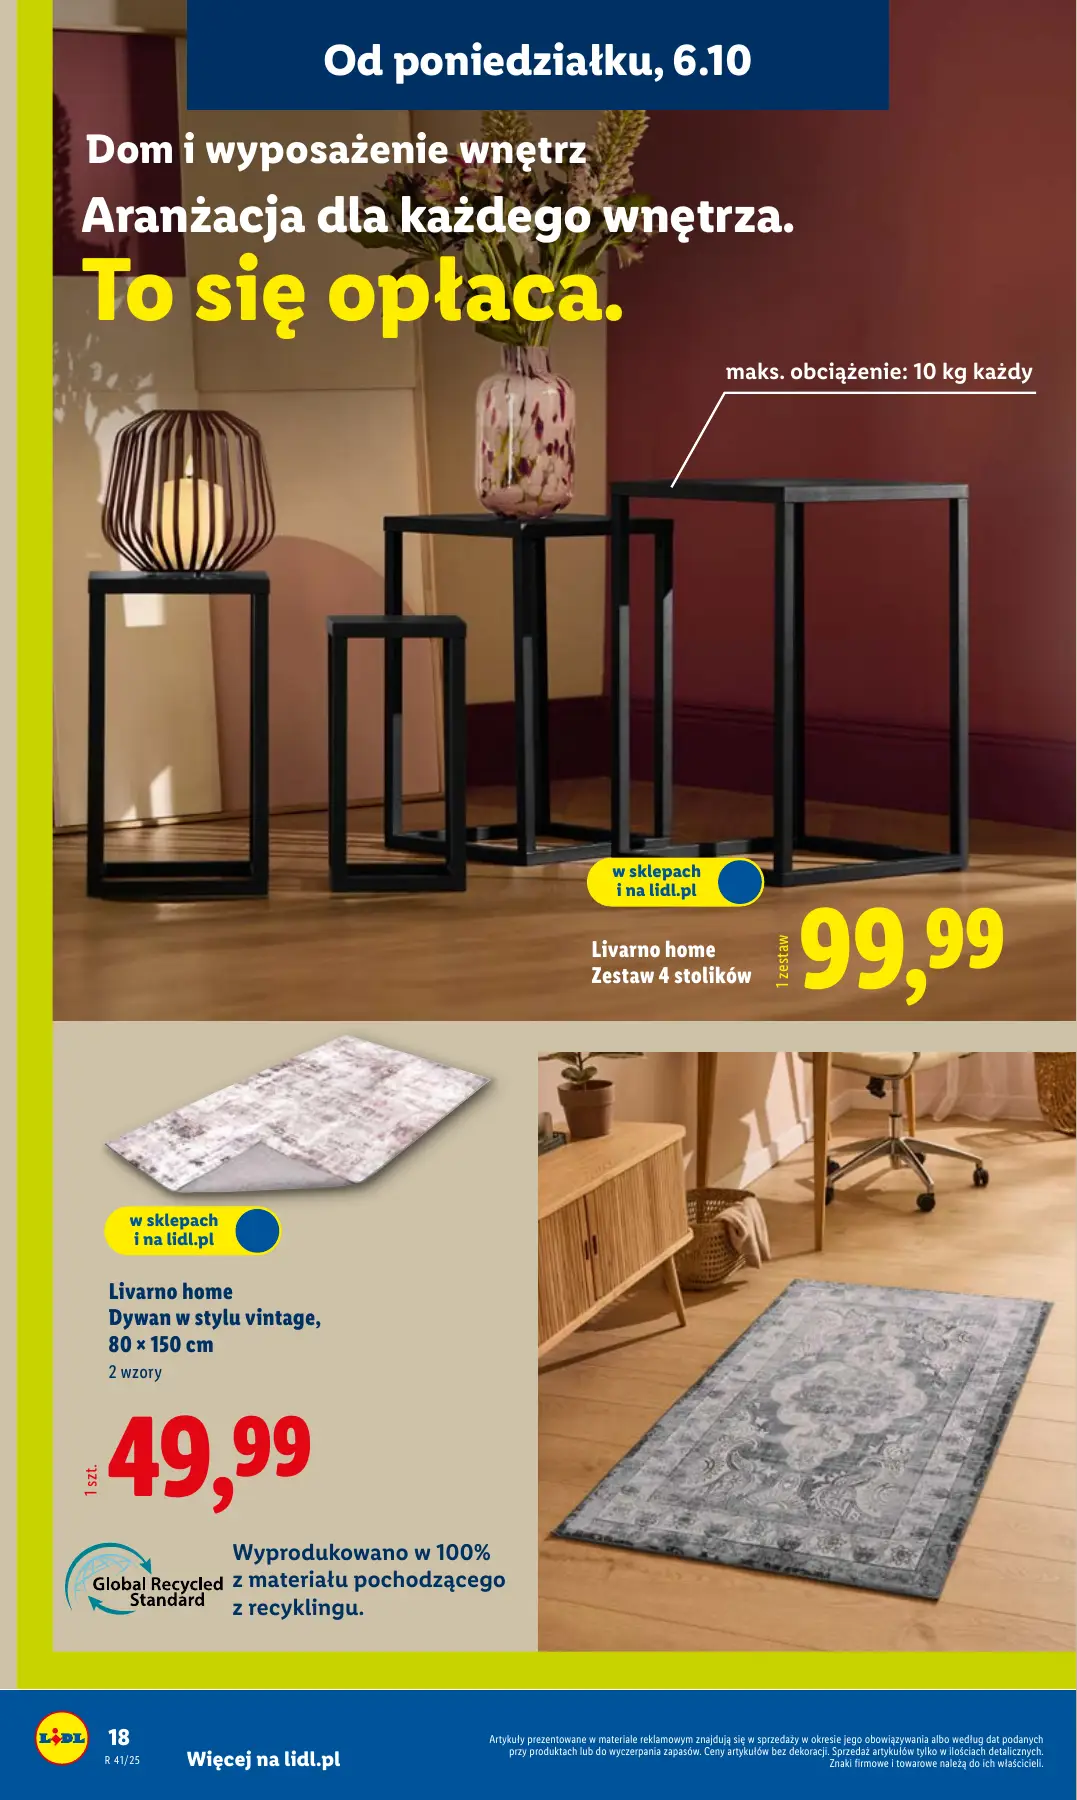 Od poniedziałku, 6.10
Dom i wyposażenie wnętrz
Aranżacja dla każdego wnętrza.
To się opłaca.
maks. obciążenie: 10 kg każdy
w sklepach
i na lidl.pl
Livarno home
Zestaw 4 stolików
1 zestaw
99,99
w sklepach
i na lidl.pl
Livarno home
Dywan w stylu vintage,
80 × 150 cm
2 wzory
1 szt.
49,99
Global Recycled
Standard
Wyprodukowano w 100%
z materiału pochodzącego
z recyklingu.
LIDL
18
R 41/25
Więcej na lidl.pl
Artykuły prezentowane w materiale reklamowym znajdują się w sprzedaży w okresie jego obowiązywania albo według dat podanych
przy produktach lub do wyczerpania zapasów. Ceny artykułów bez dekoracji. Sprzedaż artykułów tylko w ilościach detalicznych.
Znaki firmowe i towarowe należą do ich właścicieli.